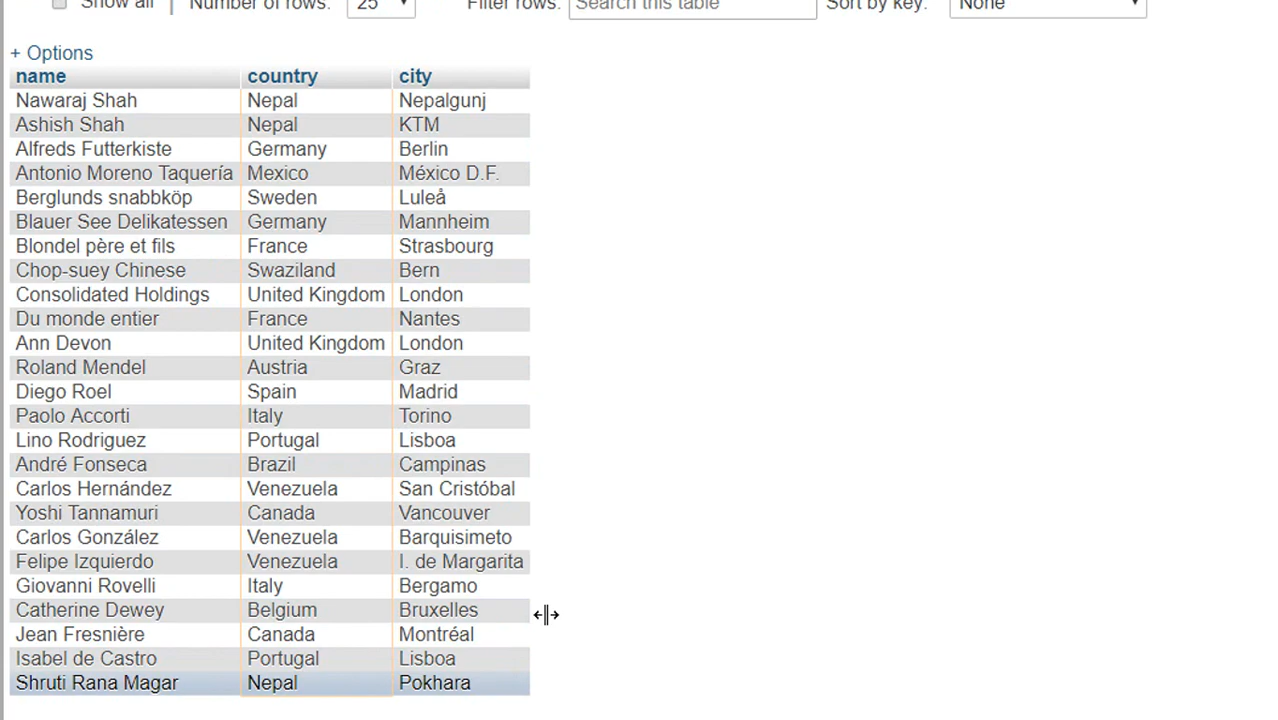 Show all | Number of rows: 25 Filter rows: Search this table Sort by key: None
+ Options
name country city
Nawaraj Shah Nepal Nepalgunj
Ashish Shah Nepal KTM
Alfreds Futterkiste Germany Berlin
Antonio Moreno Taquería Mexico México D.F.
Berglunds snabbköp Sweden Luleå
Blauer See Delikatessen Germany Mannheim
Blondel père et fils France Strasbourg
Chop-suey Chinese Swaziland Bern
Consolidated Holdings United Kingdom London
Du monde entier France Nantes
Ann Devon United Kingdom London
Roland Mendel Austria Graz
Diego Roel Spain Madrid
Paolo Accorti Italy Torino
Lino Rodriguez Portugal Lisboa
André Fonseca Brazil Campinas
Carlos Hernández Venezuela San Cristóbal
Yoshi Tannamuri Canada Vancouver
Carlos González Venezuela Barquisimeto
Felipe Izquierdo Venezuela I. de Margarita
Giovanni Rovelli Italy Bergamo
Catherine Dewey Belgium Bruxelles
Jean Fresnière Canada Montréal
Isabel de Castro Portugal Lisboa
Shruti Rana Magar Nepal Pokhara